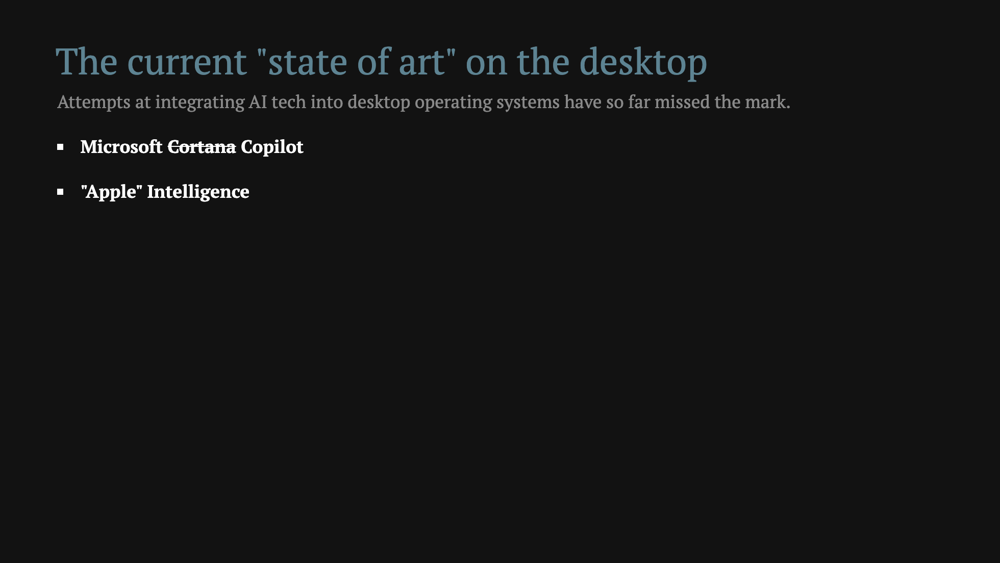 The current "state of art" on the desktop
Attempts at integrating AI tech into desktop operating systems have so far missed the mark.
▪ Microsoft Cortana Copilot
▪ "Apple" Intelligence